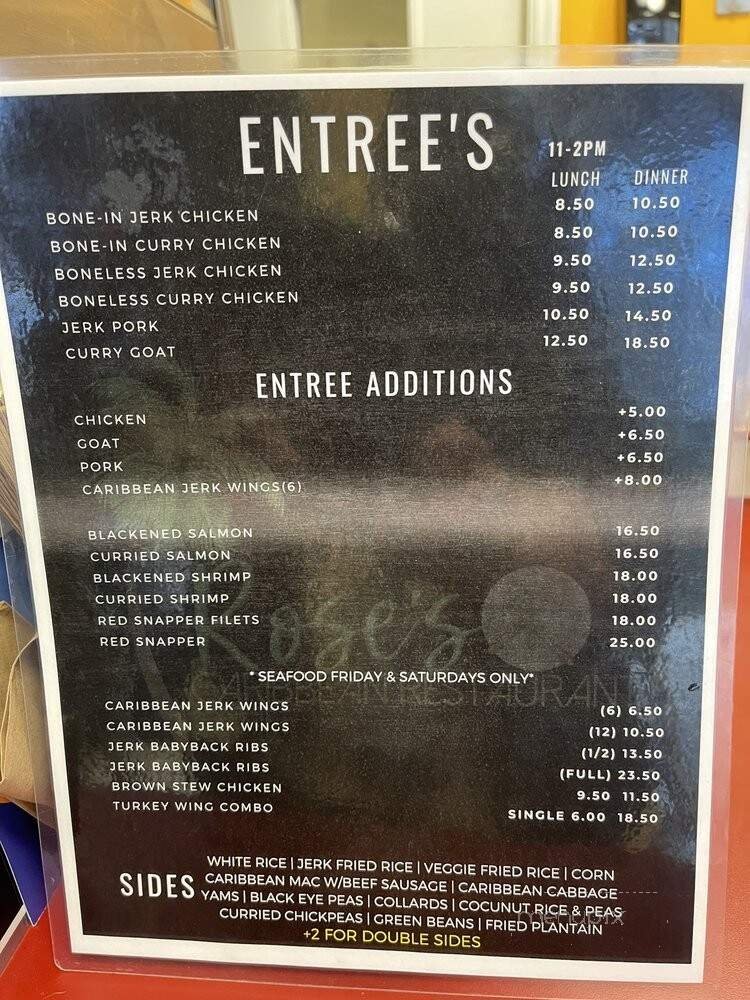 ENTREE'S
11-2PM
LUNCH DINNER
BONE-IN JERK CHICKEN 8.50 10.50
BONE-IN CURRY CHICKEN 8.50 10.50
BONELESS JERK CHICKEN 9.50 12.50
BONELESS CURRY CHICKEN 9.50 12.50
JERK PORK 10.50 14.50
CURRY GOAT 12.50 18.50
ENTREE ADDITIONS
CHICKEN +5.00
GOAT +6.50
PORK +6.50
CARIBBEAN JERK WINGS(6) +8.00
BLACKENED SALMON 16.50
CURRIED SALMON 16.50
BLACKENED SHRIMP 18.00
CURRIED SHRIMP 18.00
RED SNAPPER FILETS 18.00
RED SNAPPER 25.00
Rose's
* SEAFOOD FRIDAY & SATURDAYS ONLY*
CARIBBEAN RESTAURANT
CARIBBEAN JERK WINGS (6) 6.50
CARIBBEAN JERK WINGS (12) 10.50
JERK BABYBACK RIBS (1/2) 13.50
JERK BABYBACK RIBS (FULL) 23.50
BROWN STEW CHICKEN 9.50 11.50
TURKEY WING COMBO SINGLE 6.00 18.50
SIDES
WHITE RICE | JERK FRIED RICE | VEGGIE FRIED RICE | CORN
CARIBBEAN MAC W/BEEF SAUSAGE | CARIBBEAN CABBAGE
YAMS | BLACK EYE PEAS | COLLARDS | COCUNUT RICE & PEAS
CURRIED CHICKPEAS | GREEN BEANS | FRIED PLANTAIN
+2 FOR DOUBLE SIDES
menupix